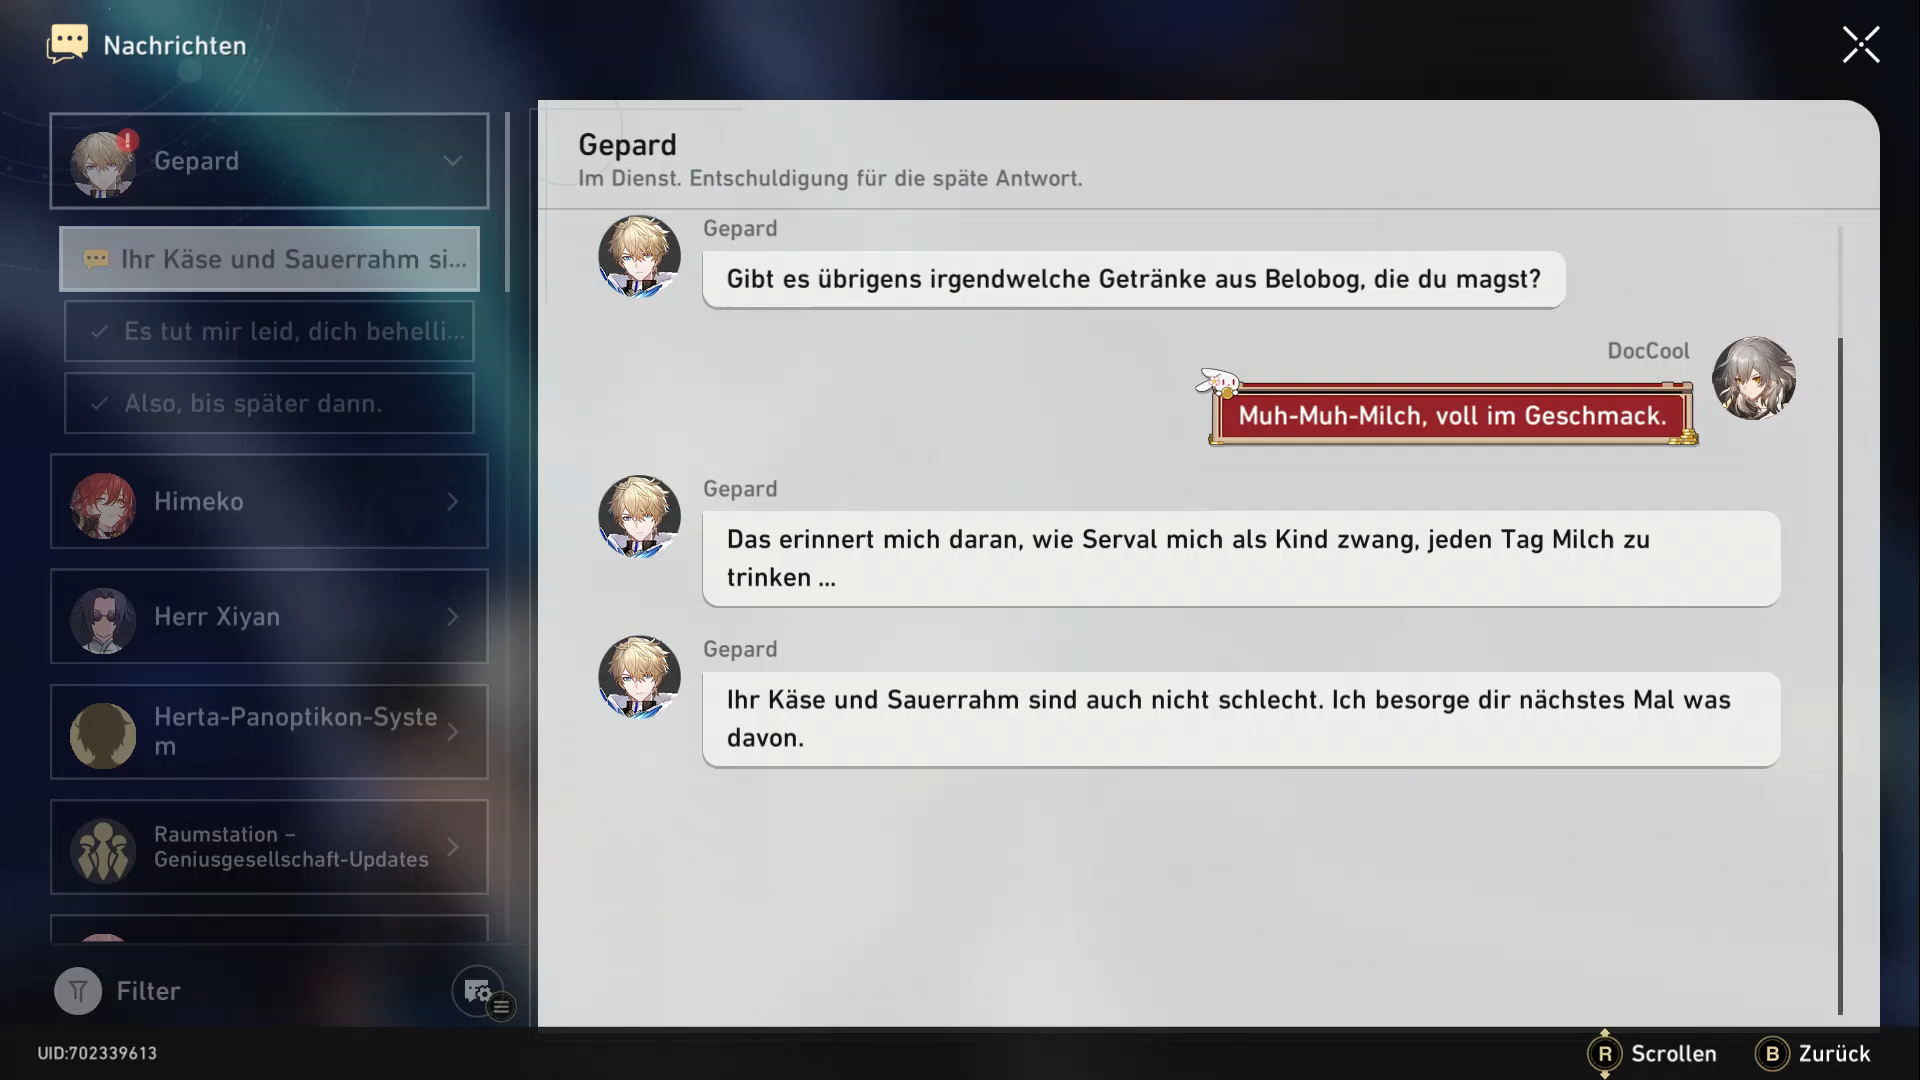 Nachrichten
Gepard
Ihr Käse und Sauerrahm si...
Es tut mir leid, dich behelli...
Also, bis später dann.
Himeko
Herr Xiyan
Herta-Panoptikon-Syste
m
Raumstation –
Geniusgesellschaft-Updates
Filter
Gepard
Im Dienst. Entschuldigung für die späte Antwort.
Gepard
Gibt es übrigens irgendwelche Getränke aus Belobog, die du magst?
DocCool
Muh-Muh-Milch, voll im Geschmack.
Gepard
Das erinnert mich daran, wie Serval mich als Kind zwang, jeden Tag Milch zu
trinken ...
Gepard
Ihr Käse und Sauerrahm sind auch nicht schlecht. Ich besorge dir nächstes Mal was
davon.
UID:702339613
R Scrollen
B Zurück